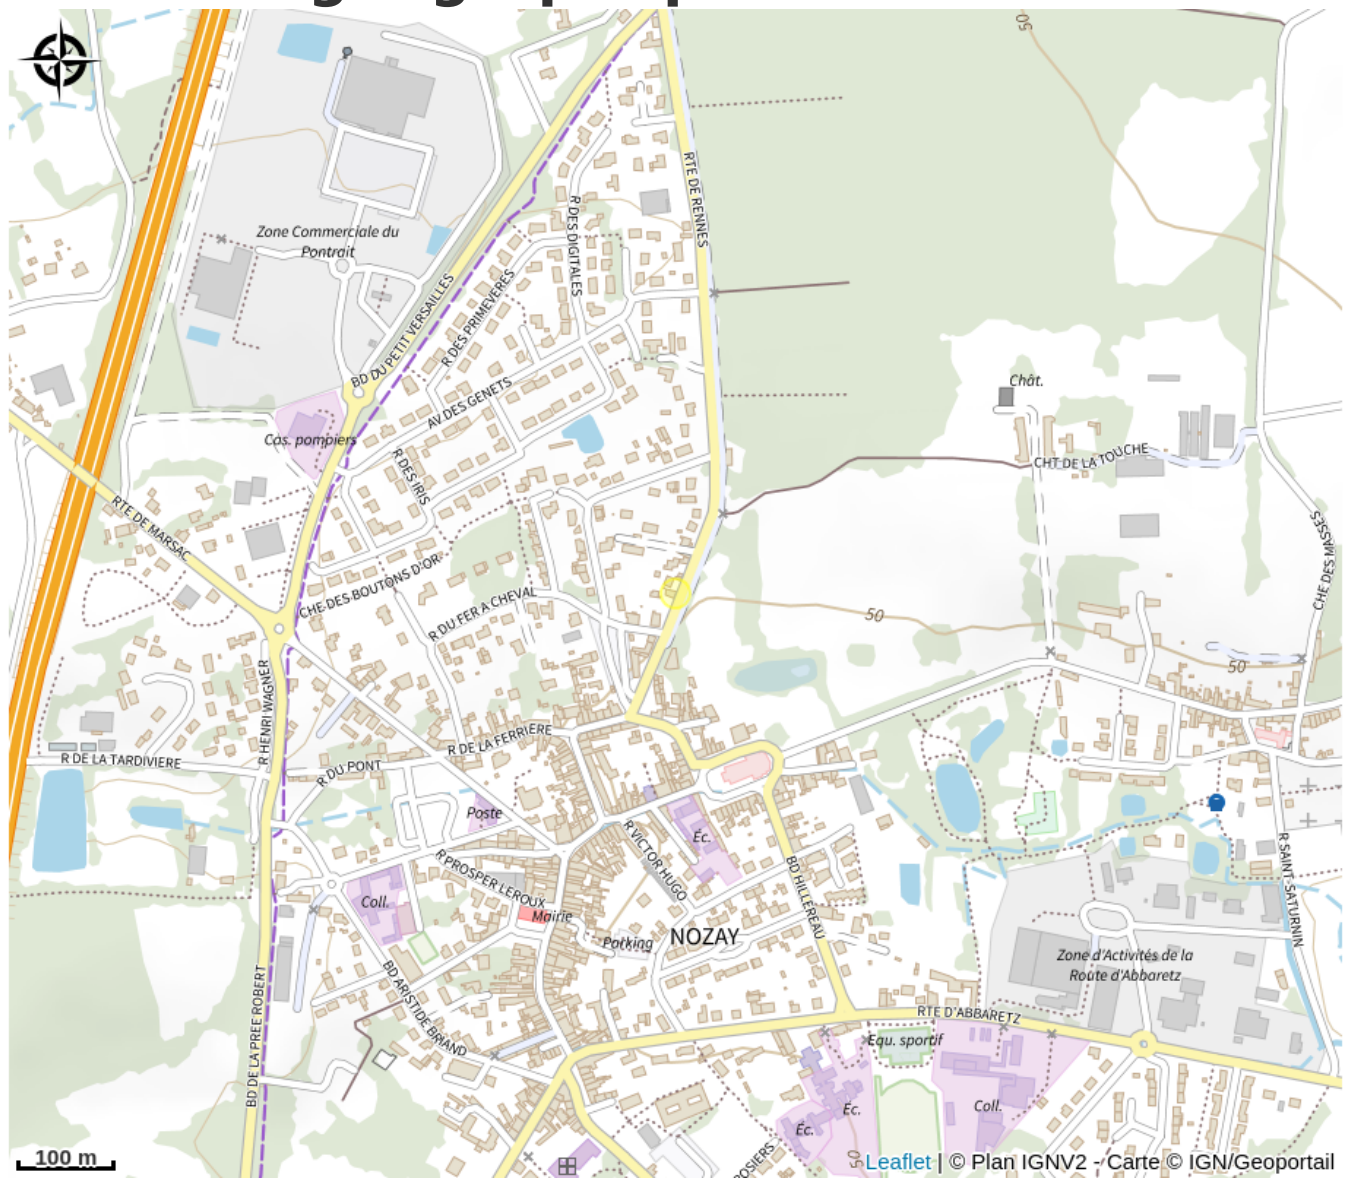 50
RTE DE RENNES
R DES DIGITALES
Zone Commerciale du
Pontrait
BD DU PETIT VERSAILLES
R DES PRIMEVERES
AV DES GENETS
Chât.
Cas. pompiers
R DES IRIS
CHT DE LA TOUCHE
RTE DE MARSAC
CHE DES MASSES
CHE DES BOUTONS D'OR
R DU FER A CHEVAL
50
50
R HENRI WAGNER
R DE LA FERRIERE
R DE LA TARDIVIERE
R DU PONT
Poste
Éc.
R VICTOR HUGO
R PROSPER LEROUX
BD HILLEREAU
R SAINT-SATURNIN
Coll.
Mairie
Parking
NOZAY
Zone d'Activités de la
Route d'Abbaretz
BD ARISTIDE BRIAND
BD DE LA PREE ROBERT
RTE D'ABBARETZ
Equ. sportif
Éc.
Coll.
Éc.
50
OSIERS
100 m
Leaflet | © Plan IGNV2 - Carte © IGN/Geoportail